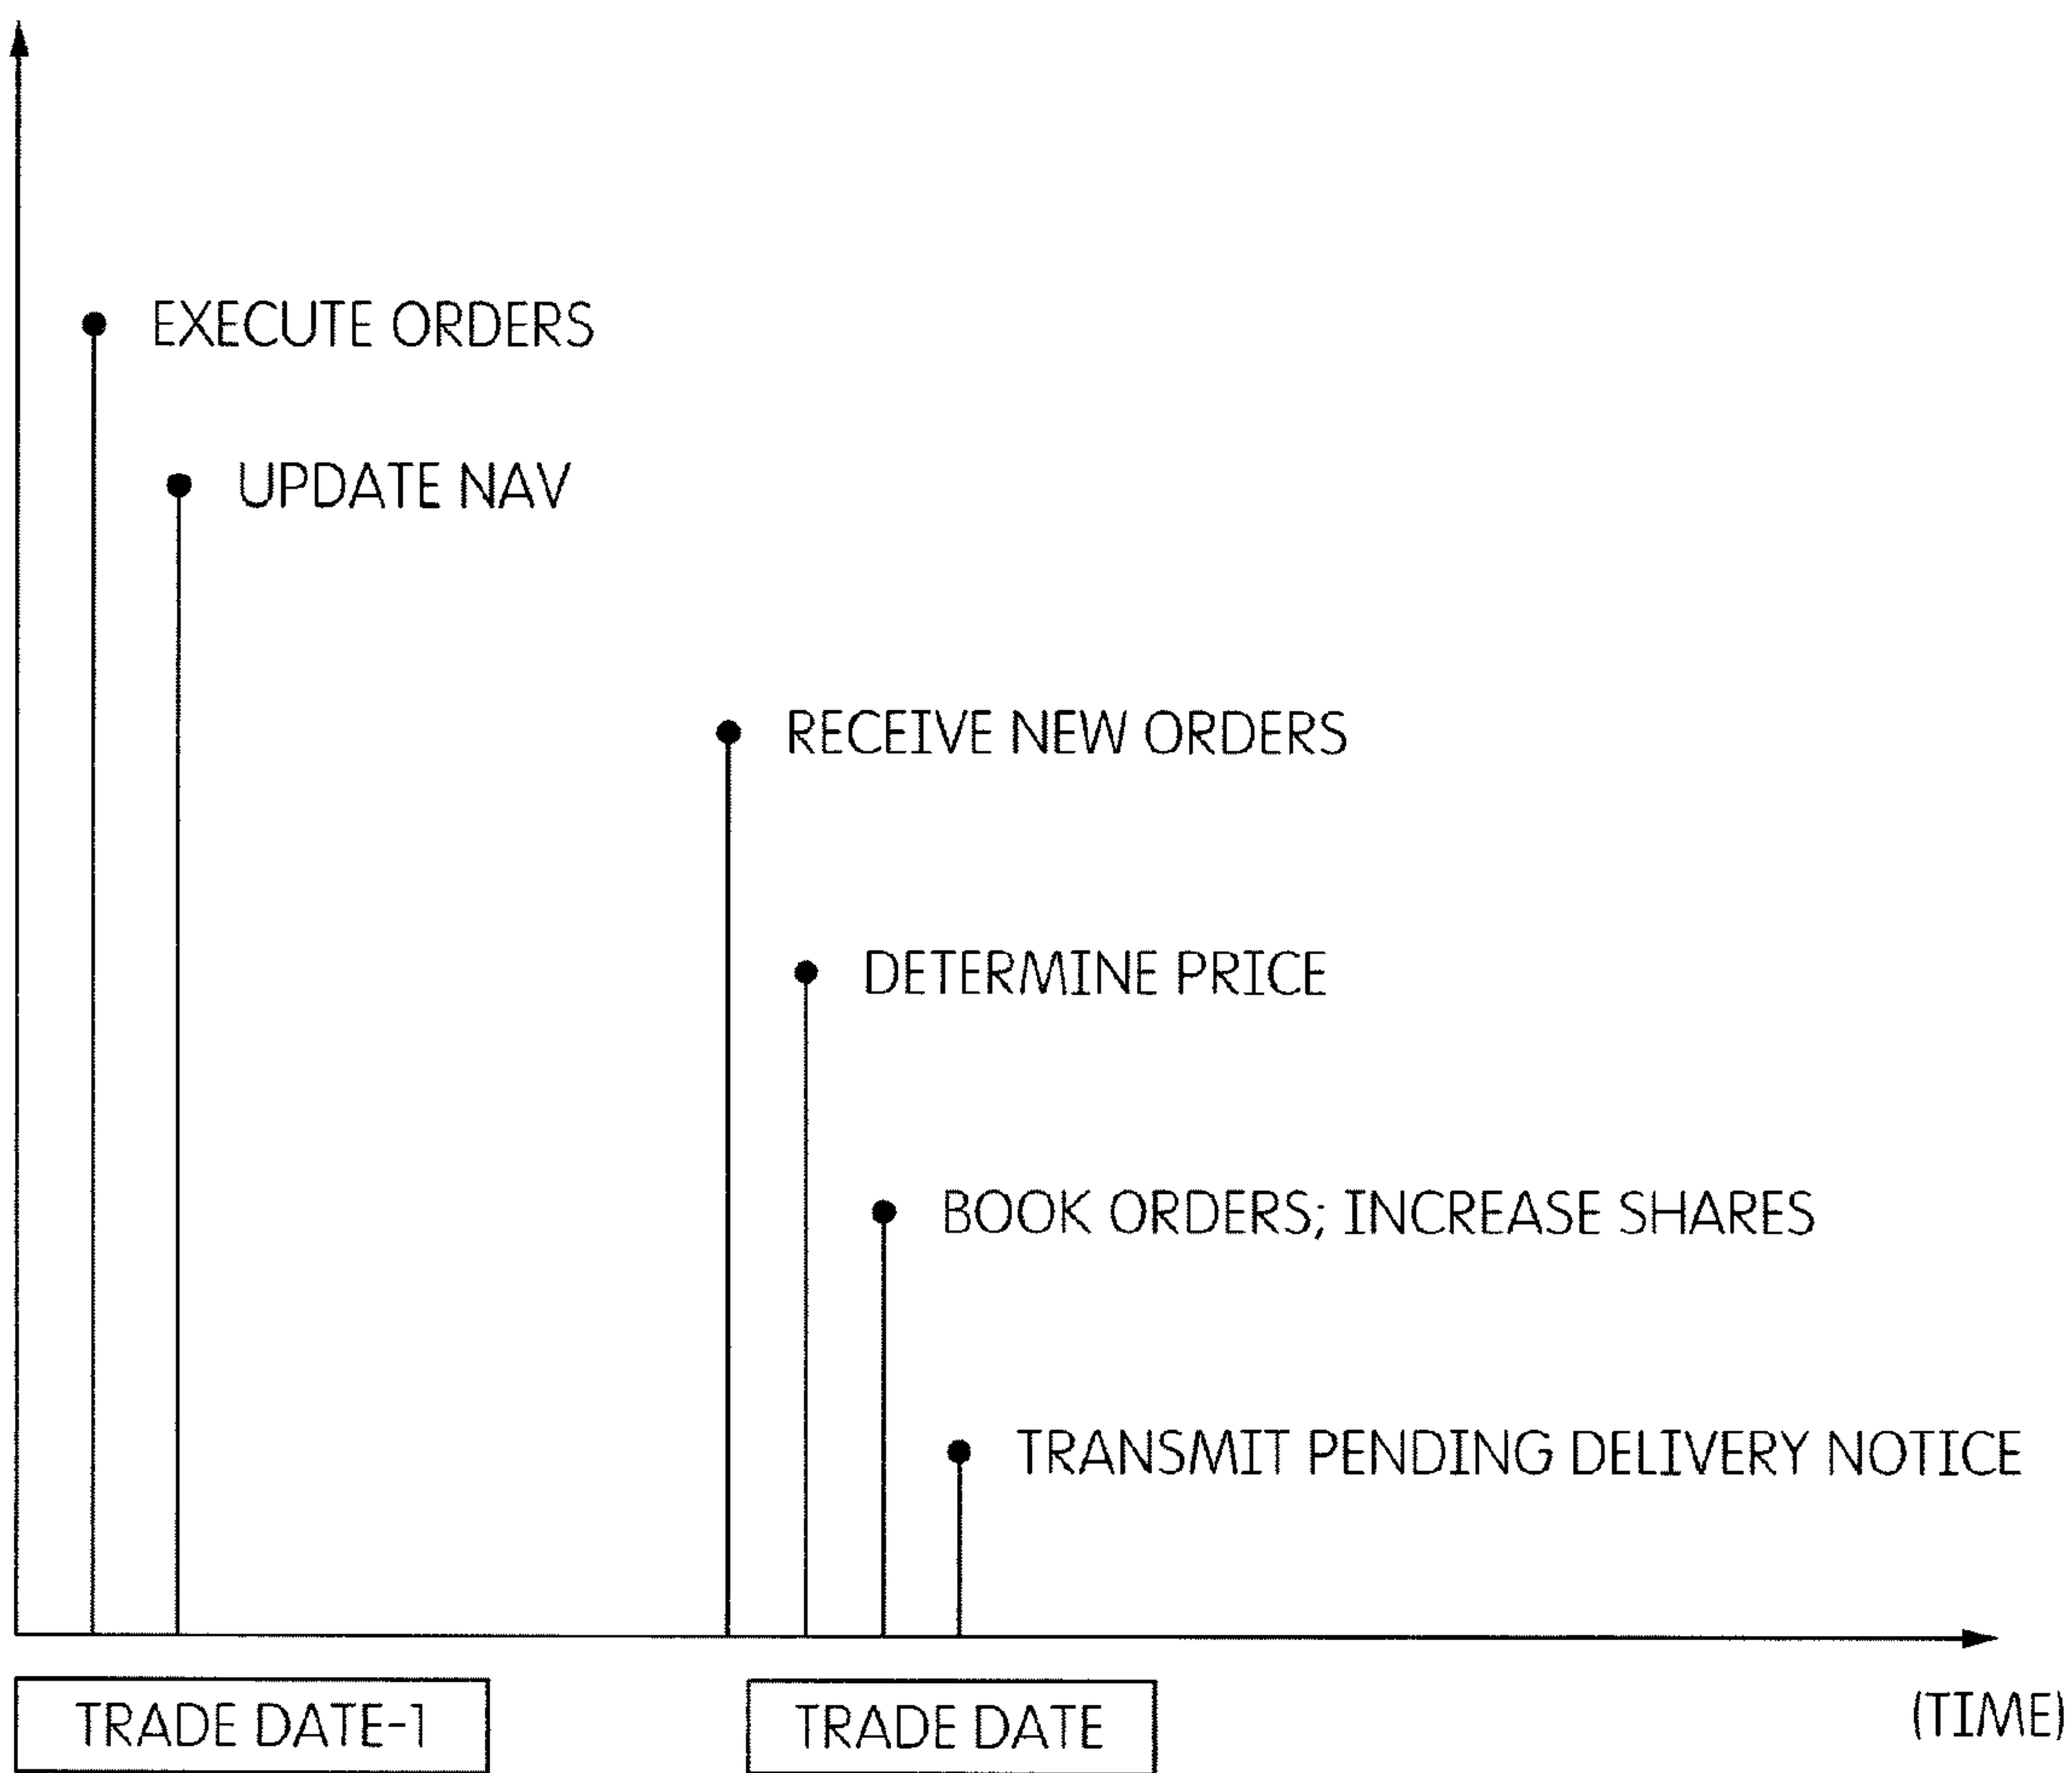 EXECUTE ORDERS
UPDATE NAV
RECEIVE NEW ORDERS
DETERMINE PRICE
BOOK ORDERS; INCREASE SHARES
TRANSMIT PENDING DELIVERY NOTICE
TRADE DATE-1
TRADE DATE
(TIME)